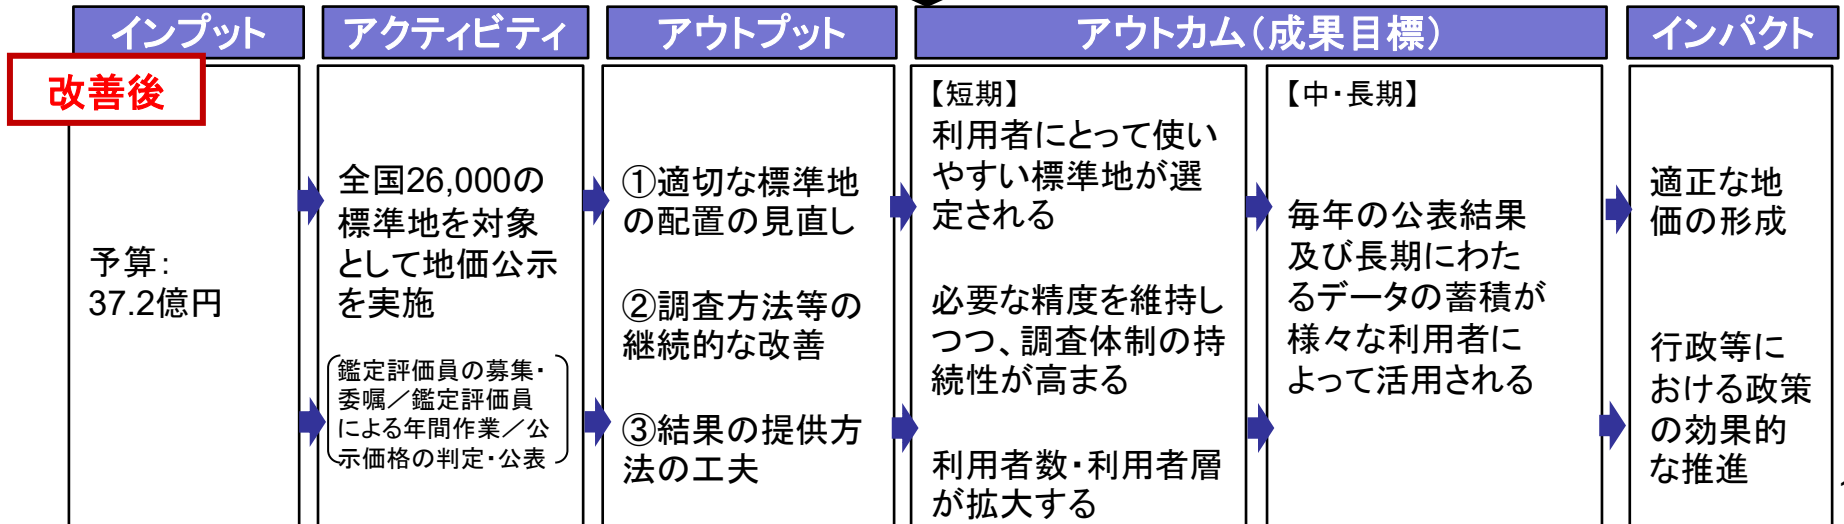 インプット
アクティビティ
アウトプット
アウトカム（成果目標）
インパクト
改善後
予算：
37.2億円
全国26,000の
標準地を対象
として地価公示
を実施
鑑定評価員の募集・
委嘱／鑑定評価員
による年間作業／公
示価格の判定・公表
①適切な標準地
の配置の見直し
②調査方法等の
継続的な改善
③結果の提供方
法の工夫
【短期】
利用者にとって使い
やすい標準地が選
定される
必要な精度を維持し
つつ、調査体制の持
続性が高まる
利用者数・利用者層
が拡大する
【中・長期】
毎年の公表結果
及び長期にわた
るデータの蓄積が
様々な利用者に
よって活用される
適正な地
価の形成
行政等に
おける政策
の効果的
な推進